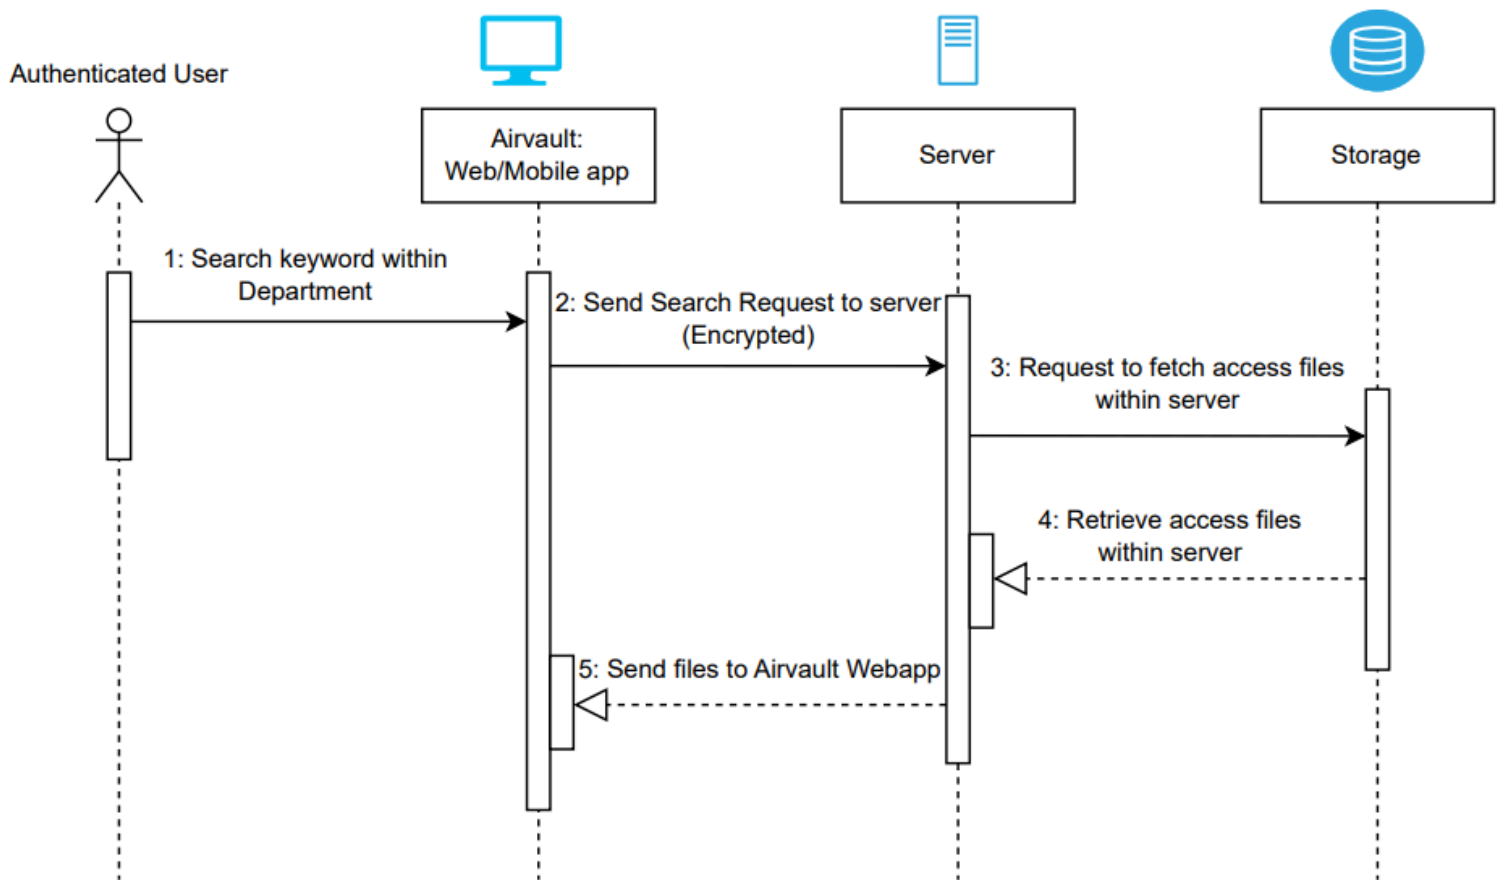 Authenticated User
Airvault:
Web/Mobile app
Server
Storage
1: Search keyword within
Department
2: Send Search Request to server
(Encrypted)
3: Request to fetch access files
within server
4: Retrieve access files
within server
5: Send files to Airvault Webapp